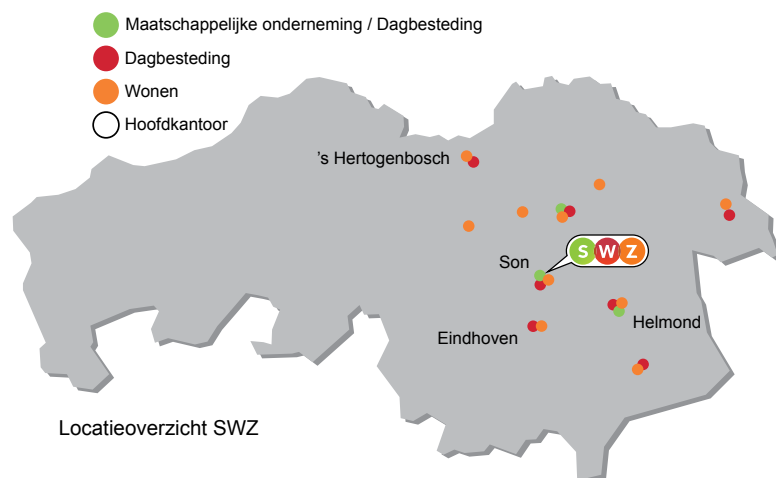 Maatschappelijke onderneming / Dagbesteding
Dagbesteding
Wonen
Hoofdkantoor
's Hertogenbosch
Son
SWZ
Eindhoven
Helmond
Locatieoverzicht SWZ